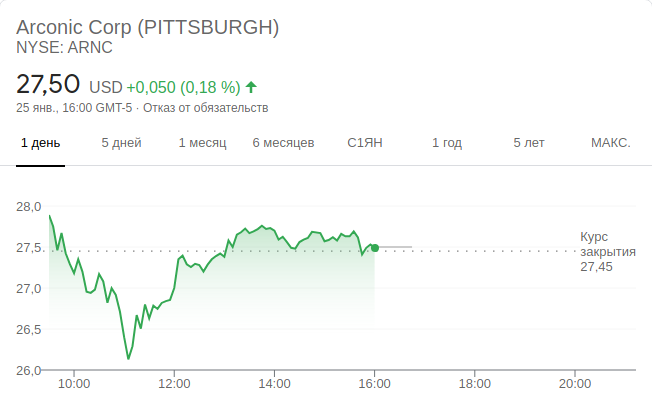 Arconic Corp (PITTSBURGH)
NYSE: ARNC
27,50 USD +0,050 (0,18 %)
25 янв., 16:00 GMT-5 · Отказ от обязательств
1 день 5 дней 1 месяц 6 месяцев С1ЯН 1 год 5 лет МАКС.
28,0
27,5
27,0
26,5
26,0
Курс
закрытия
27,45
10:00 12:00 14:00 16:00 18:00 20:00